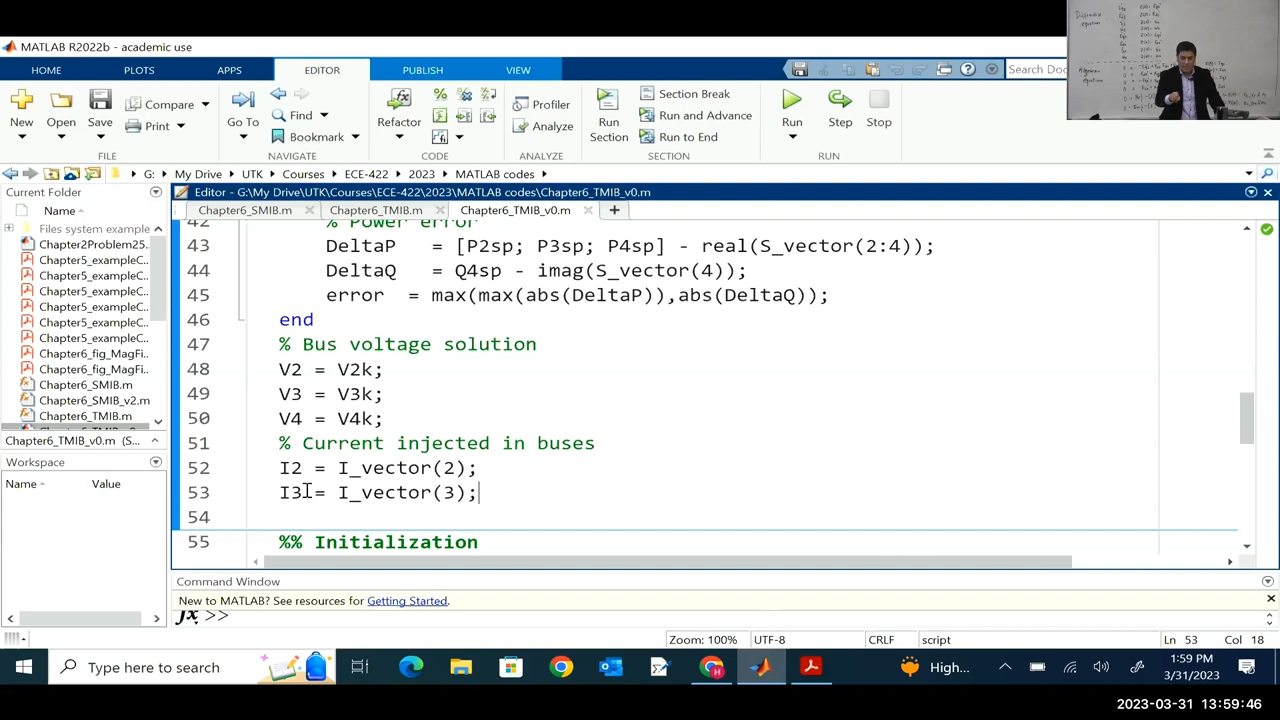 MATLAB R2022b - academic use
HOME PLOTS APPS EDITOR PUBLISH VIEW Search Doc
New Open Save Compare Print Go To Find Bookmark Refactor Profiler Analyze Run Section Section Break Run and Advance Run to End Run Step Stop
FILE NAVIGATE CODE ANALYZE SECTION RUN
G: My Drive UTK Courses ECE-422 2023 MATLAB codes
Current Folder
Editor - G:\My Drive\UTK\Courses\ECE-422\2023\MATLAB codes\Chapter6_TMIB_v0.m
Name
Chapter6_SMIB.m Chapter6_TMIB.m Chapter6_TMIB_v0.m
Files system example
Chapter2Problem25...
Chapter5_exampleC...
Chapter5_exampleC...
Chapter5_exampleC...
Chapter5_exampleC...
Chapter5_exampleC...
Chapter6_fig_MagFi...
Chapter6_fig_MagFi...
Chapter6_SMIB.m
Chapter6_SMIB_v2.m
Chapter6_TMIB.m
Chapter6_TMIB_v0.m (S...
Workspace
Name Value
42 % Power error
43 DeltaP = [P2sp; P3sp; P4sp] - real(S_vector(2:4));
44 DeltaQ = Q4sp - imag(S_vector(4));
45 error = max(max(abs(DeltaP)),abs(DeltaQ));
46 end
47 % Bus voltage solution
48 V2 = V2k;
49 V3 = V3k;
50 V4 = V4k;
51 % Current injected in buses
52 I2 = I_vector(2);
53 I3 = I_vector(3);
54
55 %% Initialization
Command Window
New to MATLAB? See resources for Getting Started.
fx >>
Zoom: 100% UTF-8 CRLF script Ln 53 Col 18
Type here to search
High...
1:59 PM
3/31/2023
2023-03-31 13:59:46